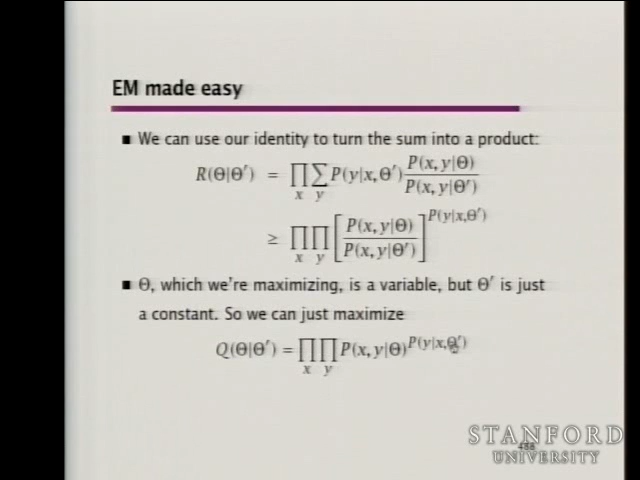 EM made easy
■ We can use our identity to turn the sum into a product:
R(Θ|Θ′) = ∏x ∑y P(y|x,Θ′) P(x,y|Θ) / P(x,y|Θ′)
≥ ∏x ∏y [P(x,y|Θ) / P(x,y|Θ′)]^P(y|x,Θ′)
■ Θ, which we're maximizing, is a variable, but Θ′ is just
a constant. So we can just maximize
Q(Θ|Θ′) = ∏x ∏y P(x,y|Θ)^P(y|x,Θ′)
STANFORD
UNIVERSITY